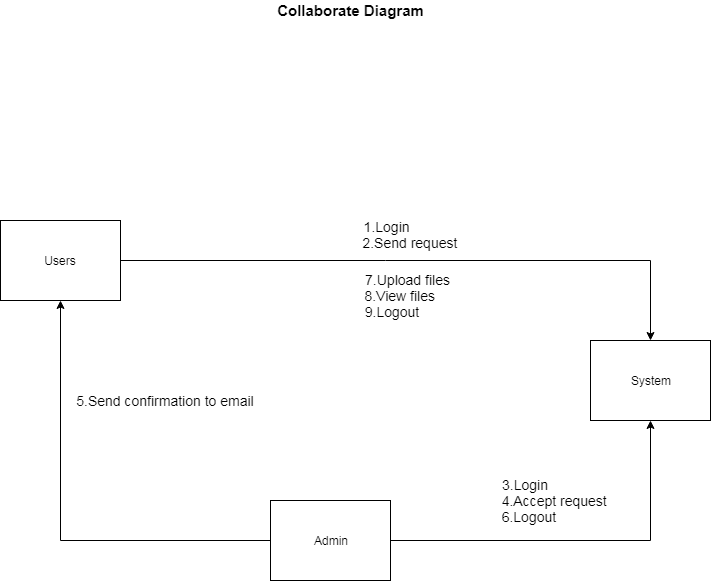 Collaborate Diagram
1.Login
2.Send request
Users
7.Upload files
8.View files
9.Logout
System
5.Send confirmation to email
3.Login
4.Accept request
6.Logout
Admin